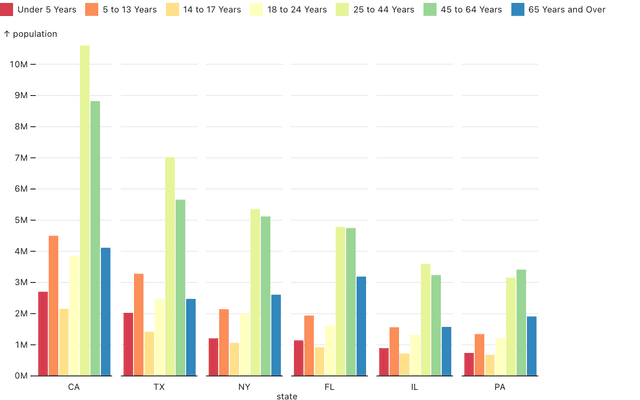 Under 5 Years 5 to 13 Years 14 to 17 Years 18 to 24 Years 25 to 44 Years 45 to 64 Years 65 Years and Over
↑ population
10M
9M
8M
7M
6M
5M
4M
3M
2M
1M
0M
CA TX NY FL IL PA
state